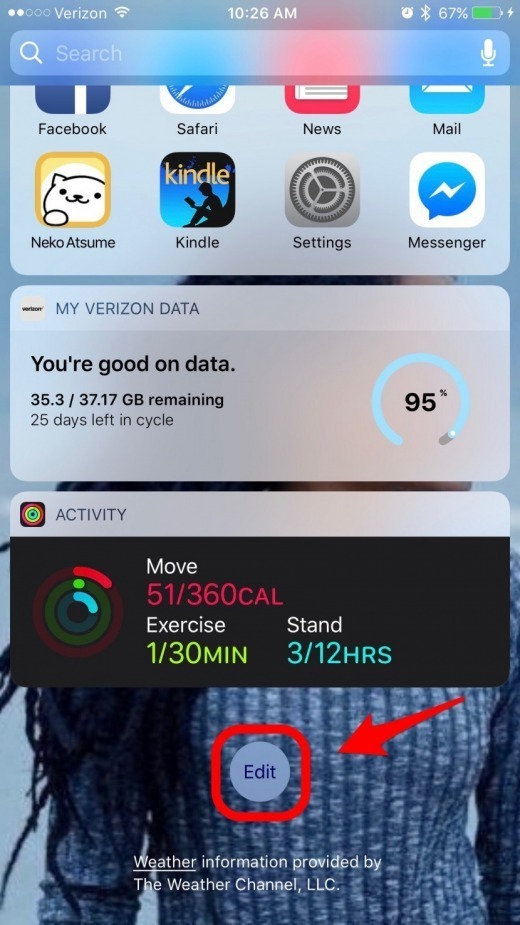 Verizon 10:26 AM 67%
Search
Facebook Safari News Mail
kindle
Neko Atsume Kindle Settings Messenger
verizon MY VERIZON DATA
You're good on data.
35.3 / 37.17 GB remaining
25 days left in cycle
95%
ACTIVITY
Move
51/360CAL
Exercise Stand
1/30MIN 3/12HRS
Edit
Weather information provided by
The Weather Channel, LLC.